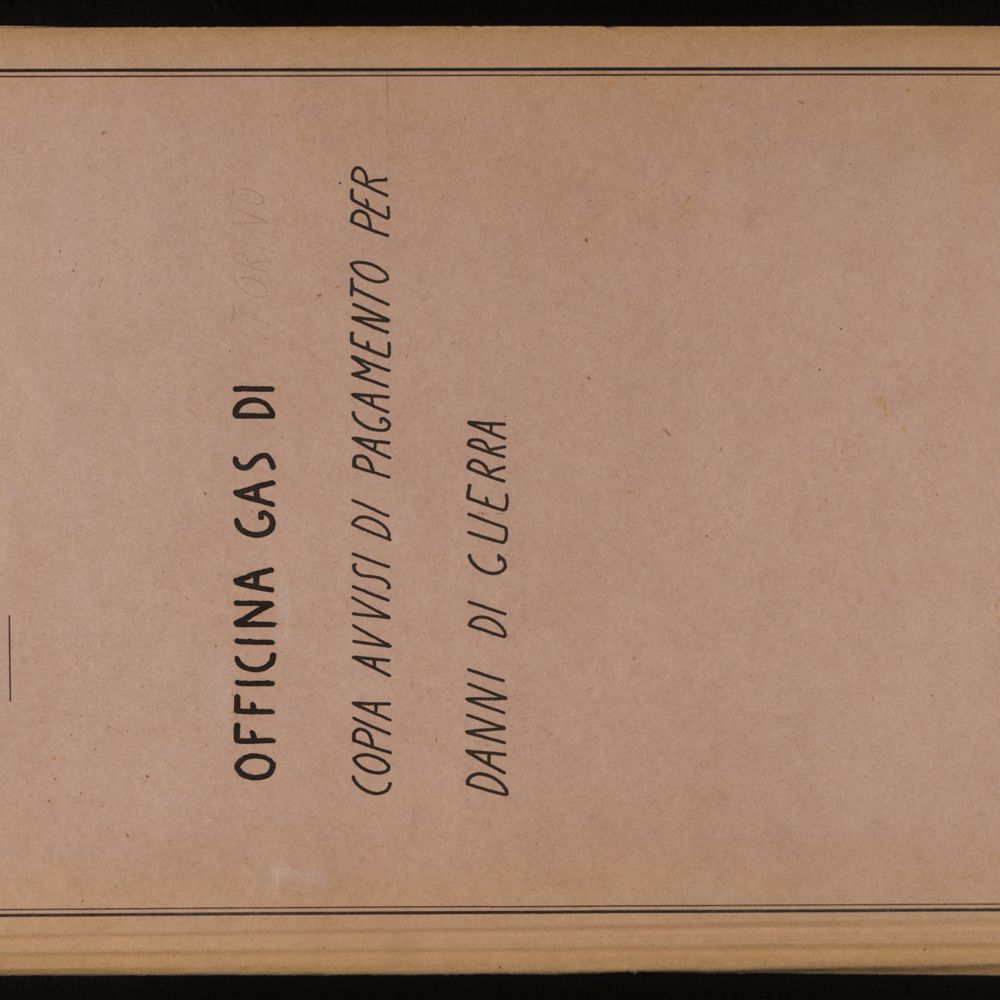 OFFICINA GAS DI TORINO
COPIA AVVISI DI PAGAMENTO PER
DANNI DI GUERRA